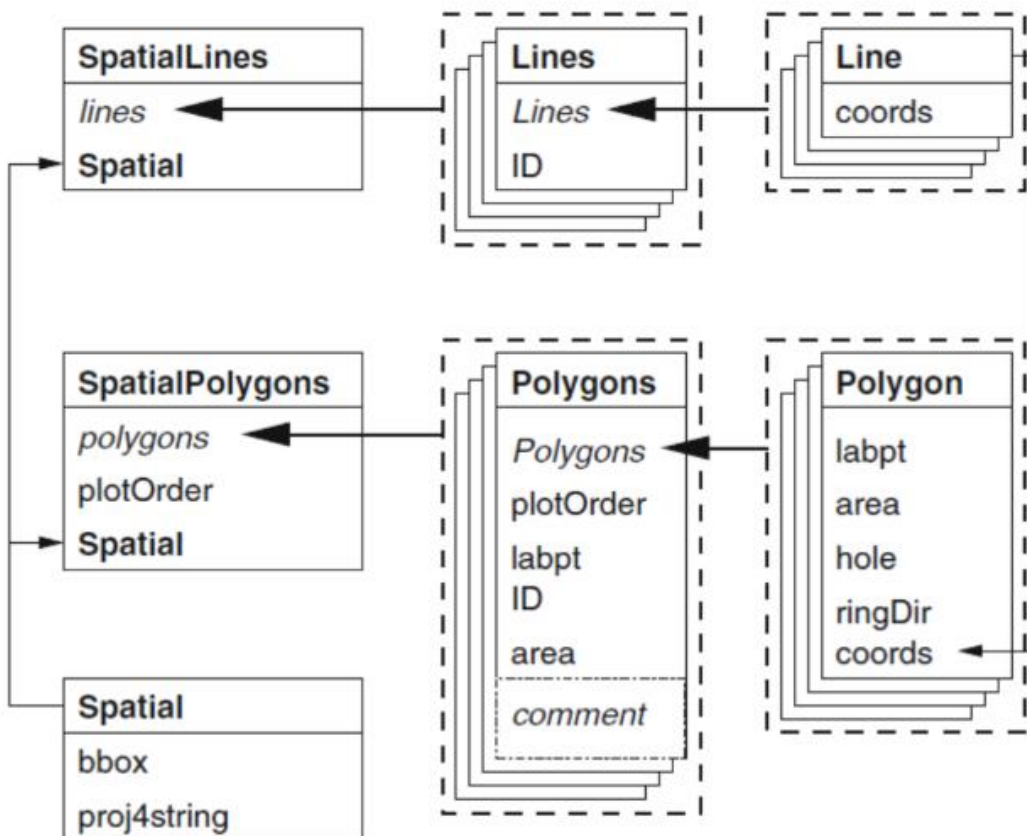 SpatialLines
lines
Spatial
Lines
Lines
ID
Line
coords
SpatialPolygons
polygons
plotOrder
Spatial
Polygons
Polygons
plotOrder
labpt
ID
area
comment
Polygon
labpt
area
hole
ringDir
coords
Spatial
bbox
proj4string